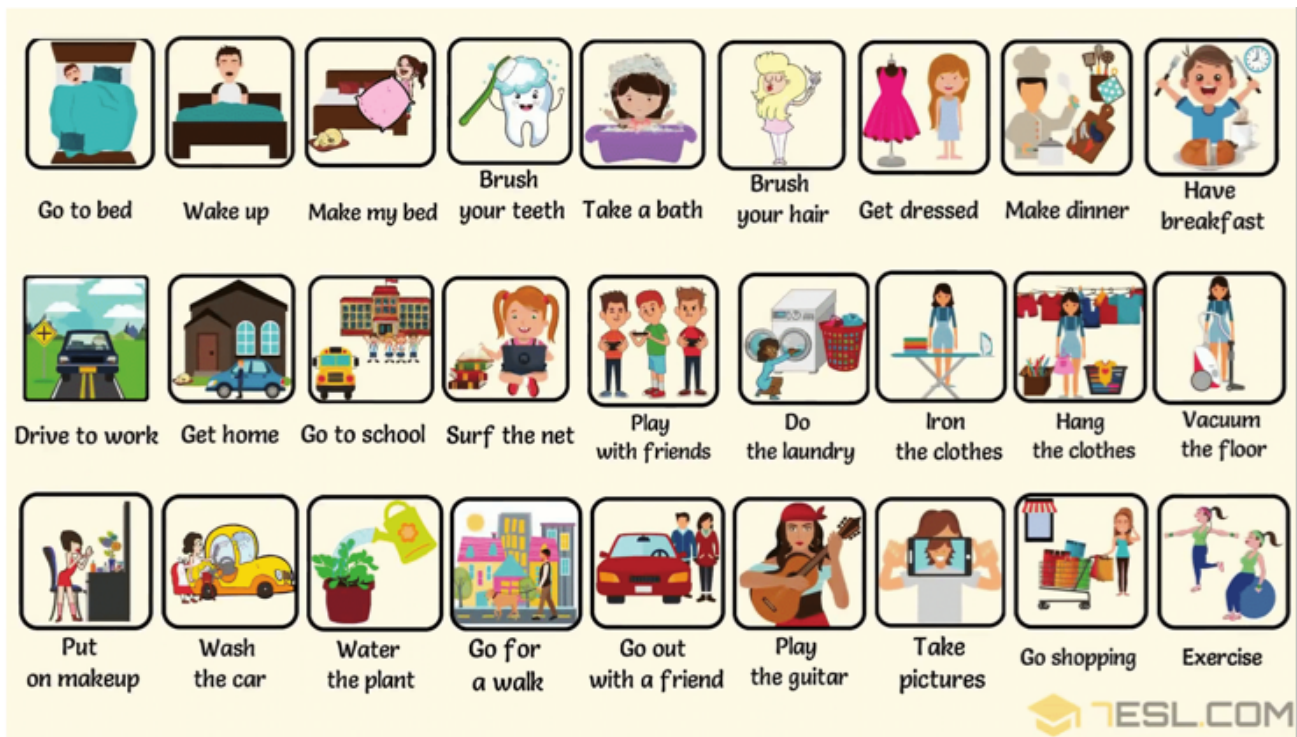 Go to bed
Wake up
Make my bed
Brush
your teeth
Take a bath
Brush
your hair
Get dressed
Make dinner
Have
breakfast
Drive to work
Get home
Go to school
Surf the net
Play
with friends
Do
the laundry
Iron
the clothes
Hang
the clothes
Vacuum
the floor
Put
on makeup
Wash
the car
Water
the plant
Go for
a walk
Go out
with a friend
Play
the guitar
Take
pictures
Go shopping
Exercise
7ESL.COM